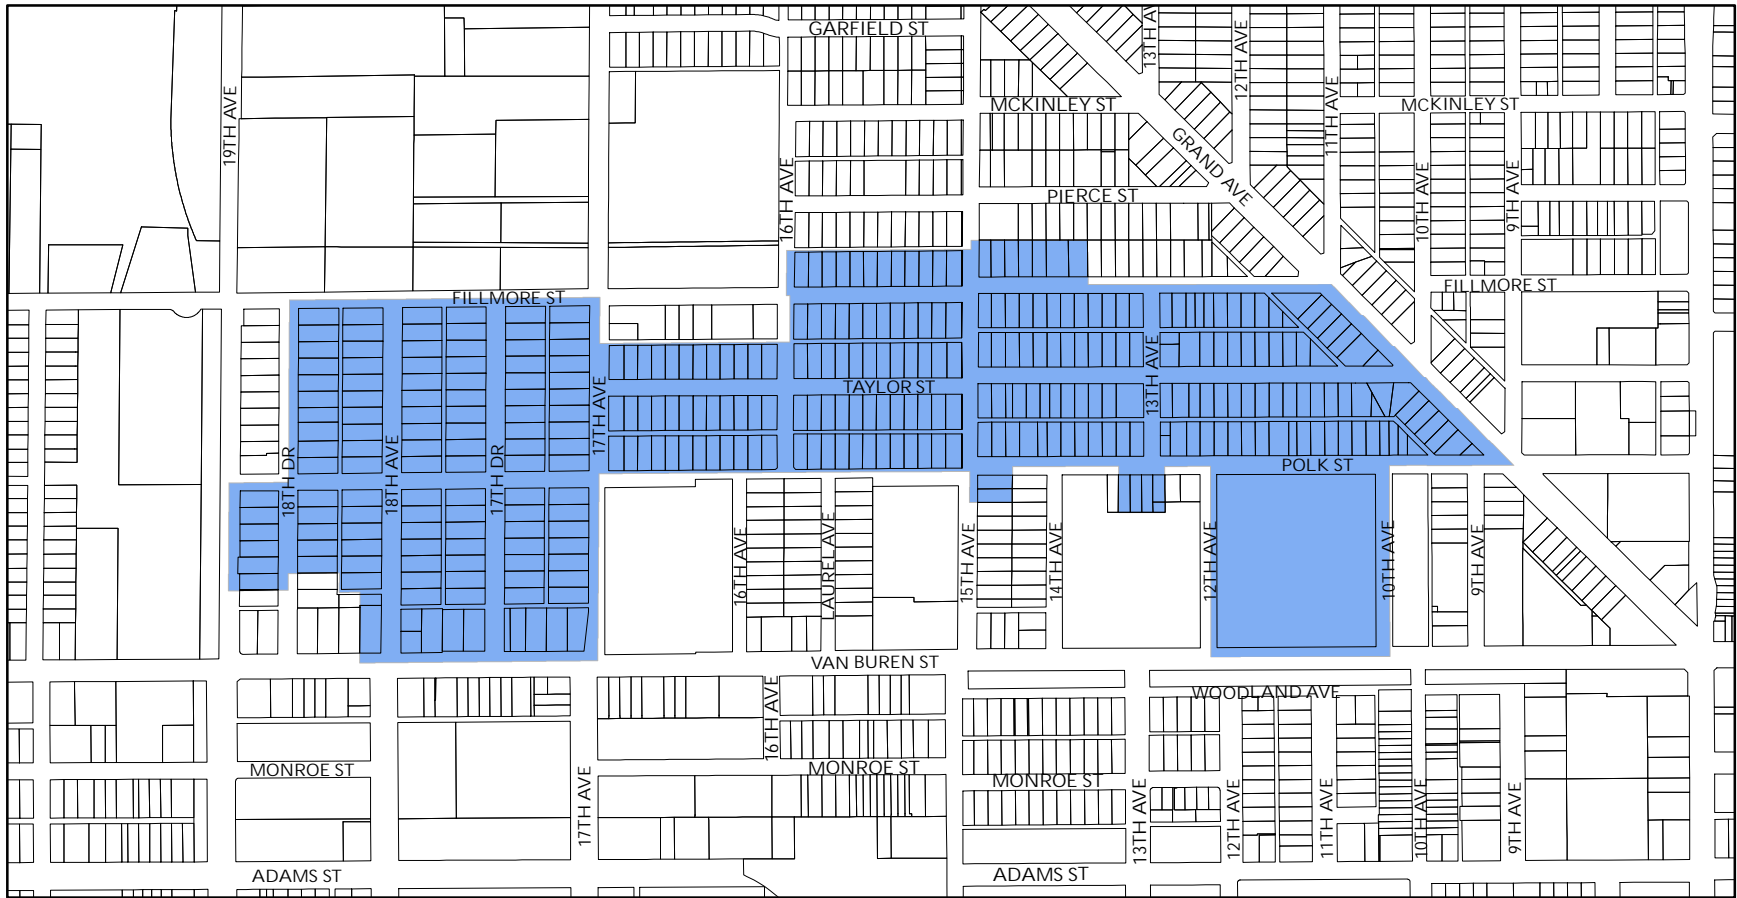 GARFIELD ST
13TH AV
12TH AVE
19TH AVE
MCKINLEY ST
MCKINLEY ST
11TH AVE
GRAND AVE
16TH AVE
PIERCE ST
10TH AVE
9TH AVE
FILLMORE ST
FILLMORE ST
TAYLOR ST
13TH AVE
17TH AVE
18TH DR
18TH AVE
17TH DR
POLK ST
16TH AVE
LAUREL AVE
15TH AVE
14TH AVE
12TH AVE
10TH AVE
9TH AVE
VAN BUREN ST
WOODLAND AVE
16TH AVE
MONROE ST
MONROE ST
MONROE ST
17TH AVE
13TH AVE
12TH AVE
11TH AVE
10TH AVE
9TH AVE
ADAMS ST
ADAMS ST